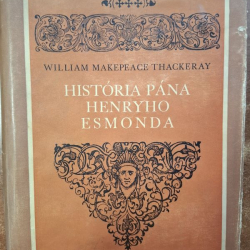 WILLIAM MAKEPEACE THACKERAY
HISTÓRIA PÁNA
HENRYHO
ESMONDA